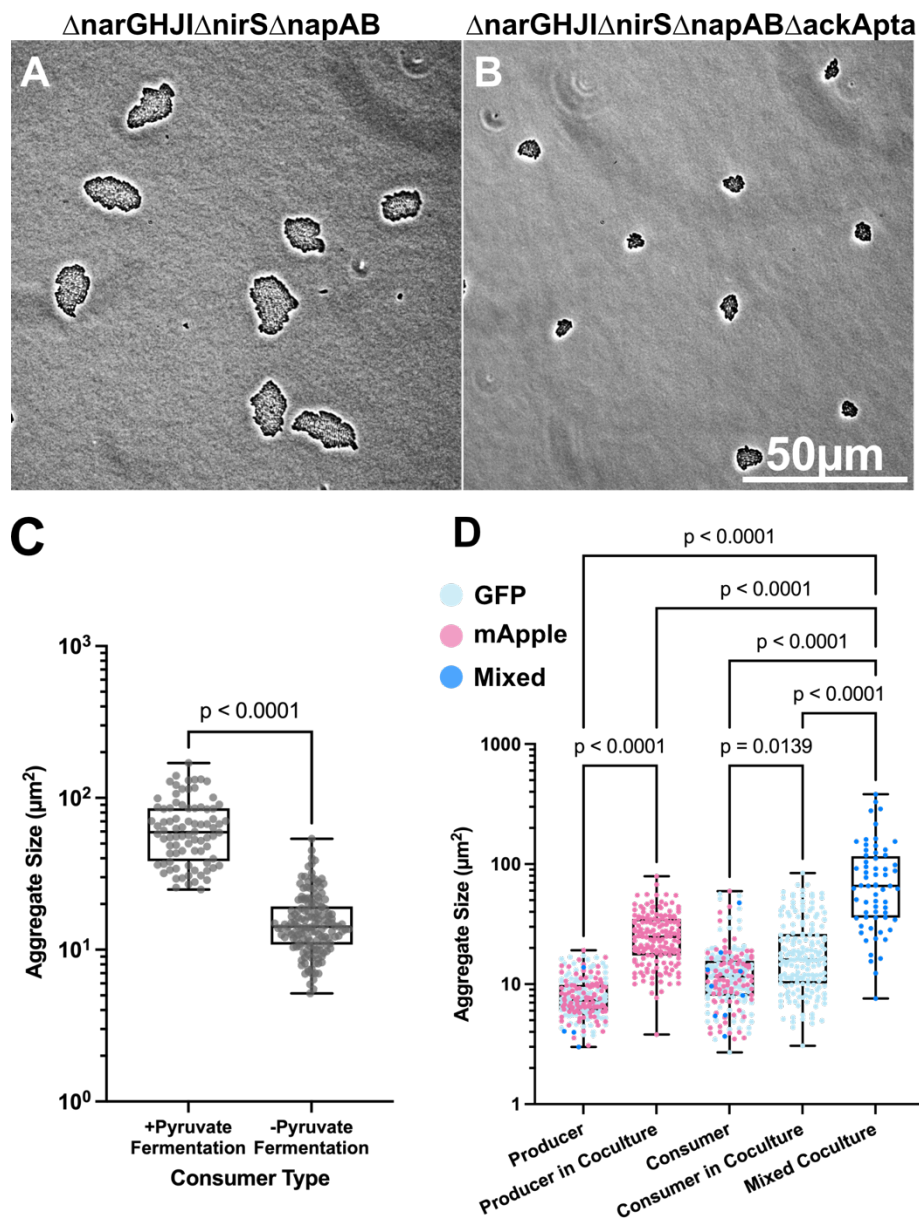 ΔnarGHJIΔnirSΔnapAB
ΔnarGHJIΔnirSΔnapABΔackApta
A
B
50µm
C
10³
10²
10¹
10⁰
Aggregate Size (µm²)
p < 0.0001
+Pyruvate
Fermentation
-Pyruvate
Fermentation
Consumer Type
D
GFP
mApple
Mixed
p < 0.0001
p < 0.0001
p < 0.0001
p < 0.0001
p < 0.0001
p = 0.0139
1000
100
10
1
Aggregate Size (µm²)
Producer
Producer in Coculture
Consumer
Consumer in Coculture
Mixed Coculture